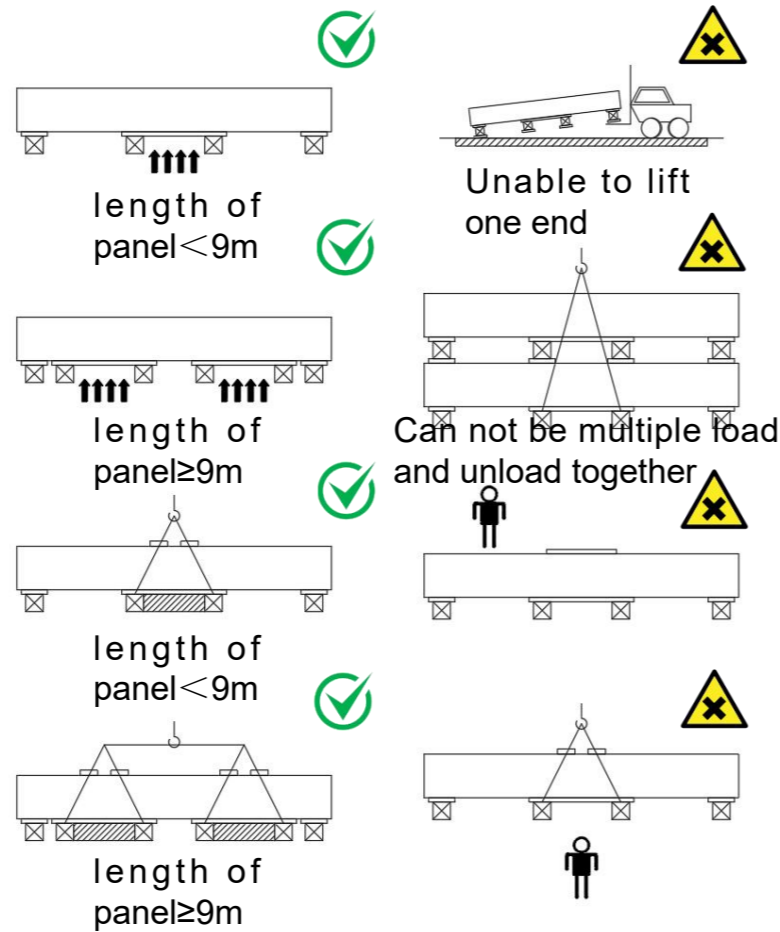 length of
panel＜9m
Unable to lift
one end
length of
panel≥9m
Can not be multiple load
and unload together
length of
panel＜9m
length of
panel≥9m